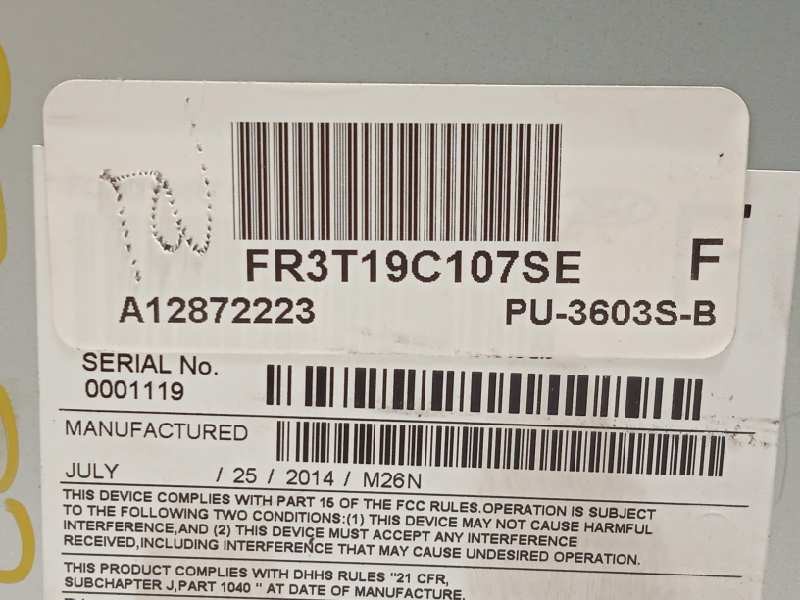 FR3T19C107SE
F
A12872223 PU-3603S-B
SERIAL No.
0001119
MANUFACTURED
JULY / 25 / 2014 / M26N
THIS DEVICE COMPLIES WITH PART 15 OF THE FCC RULES.OPERATION IS SUBJECT
TO THE FOLLOWING TWO CONDITIONS:(1) THIS DEVICE MAY NOT CAUSE HARMFUL
INTERFERENCE,AND (2) THIS DEVICE MUST ACCEPT ANY INTERFERENCE
RECEIVED,INCLUDING INTERFERENCE THAT MAY CAUSE UNDESIRED OPERATION.
THIS PRODUCT COMPLIES WITH DHHS RULES "21 CFR,
SUBCHAPTER J,PART 1040 " AT DATE OF MANUFACTURE.